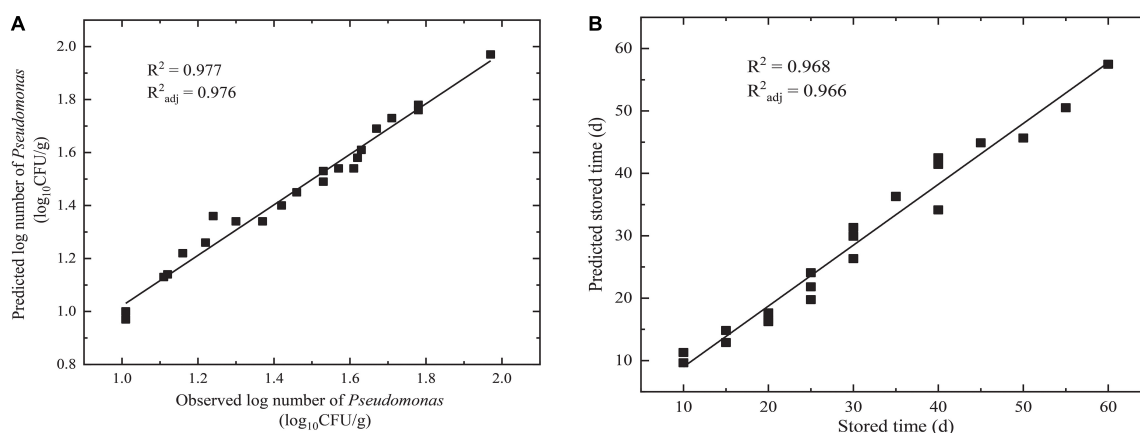 A
R² = 0.977
R²adj = 0.976
Predicted log number of Pseudomonas
(log₁₀CFU/g)
2.0
1.8
1.6
1.4
1.2
1.0
0.8
1.0 1.2 1.4 1.6 1.8 2.0
Observed log number of Pseudomonas
(log₁₀CFU/g)
B
R² = 0.968
R²adj = 0.966
Predicted stored time (d)
60
50
40
30
20
10
10 20 30 40 50 60
Stored time (d)